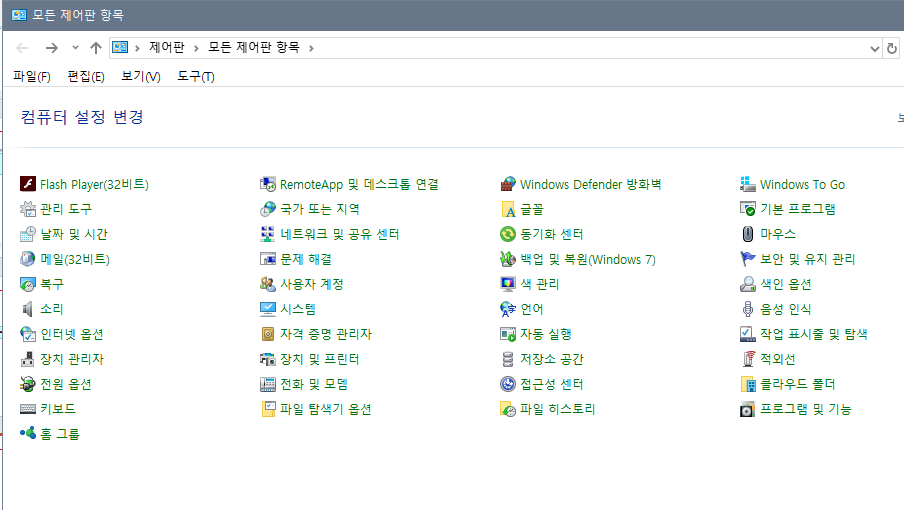 모든 제어판 항목
제어판 모든 제어판 항목
파일(F) 편집(E) 보기(V) 도구(T)
컴퓨터 설정 변경
Flash Player(32비트) RemoteApp 및 데스크톱 연결 Windows Defender 방화벽 Windows To Go
관리 도구 국가 또는 지역 글꼴 기본 프로그램
날짜 및 시간 네트워크 및 공유 센터 동기화 센터 마우스
메일(32비트) 문제 해결 백업 및 복원(Windows 7) 보안 및 유지 관리
복구 사용자 계정 색 관리 색인 옵션
소리 시스템 언어 음성 인식
인터넷 옵션 자격 증명 관리자 자동 실행 작업 표시줄 및 탐색
장치 관리자 장치 및 프린터 저장소 공간 적외선
전원 옵션 전화 및 모뎀 접근성 센터 클라우드 폴더
키보드 파일 탐색기 옵션 파일 히스토리 프로그램 및 기능
홈 그룹